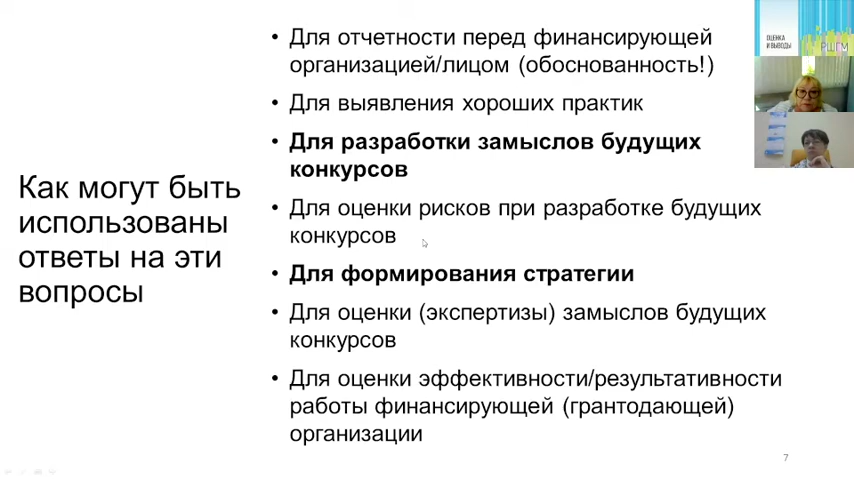 Как могут быть
использованы
ответы на эти
вопросы
• Для отчетности перед финансирующей
организацией/лицом (обоснованность!)
• Для выявления хороших практик
• Для разработки замыслов будущих
конкурсов
• Для оценки рисков при разработке будущих
конкурсов
• Для формирования стратегии
• Для оценки (экспертизы) замыслов будущих
конкурсов
• Для оценки эффективности/результативности
работы финансирующей (грантодающей)
организации
7
ОЦЕНКА
И ВЫВОДЫ
РШГМ